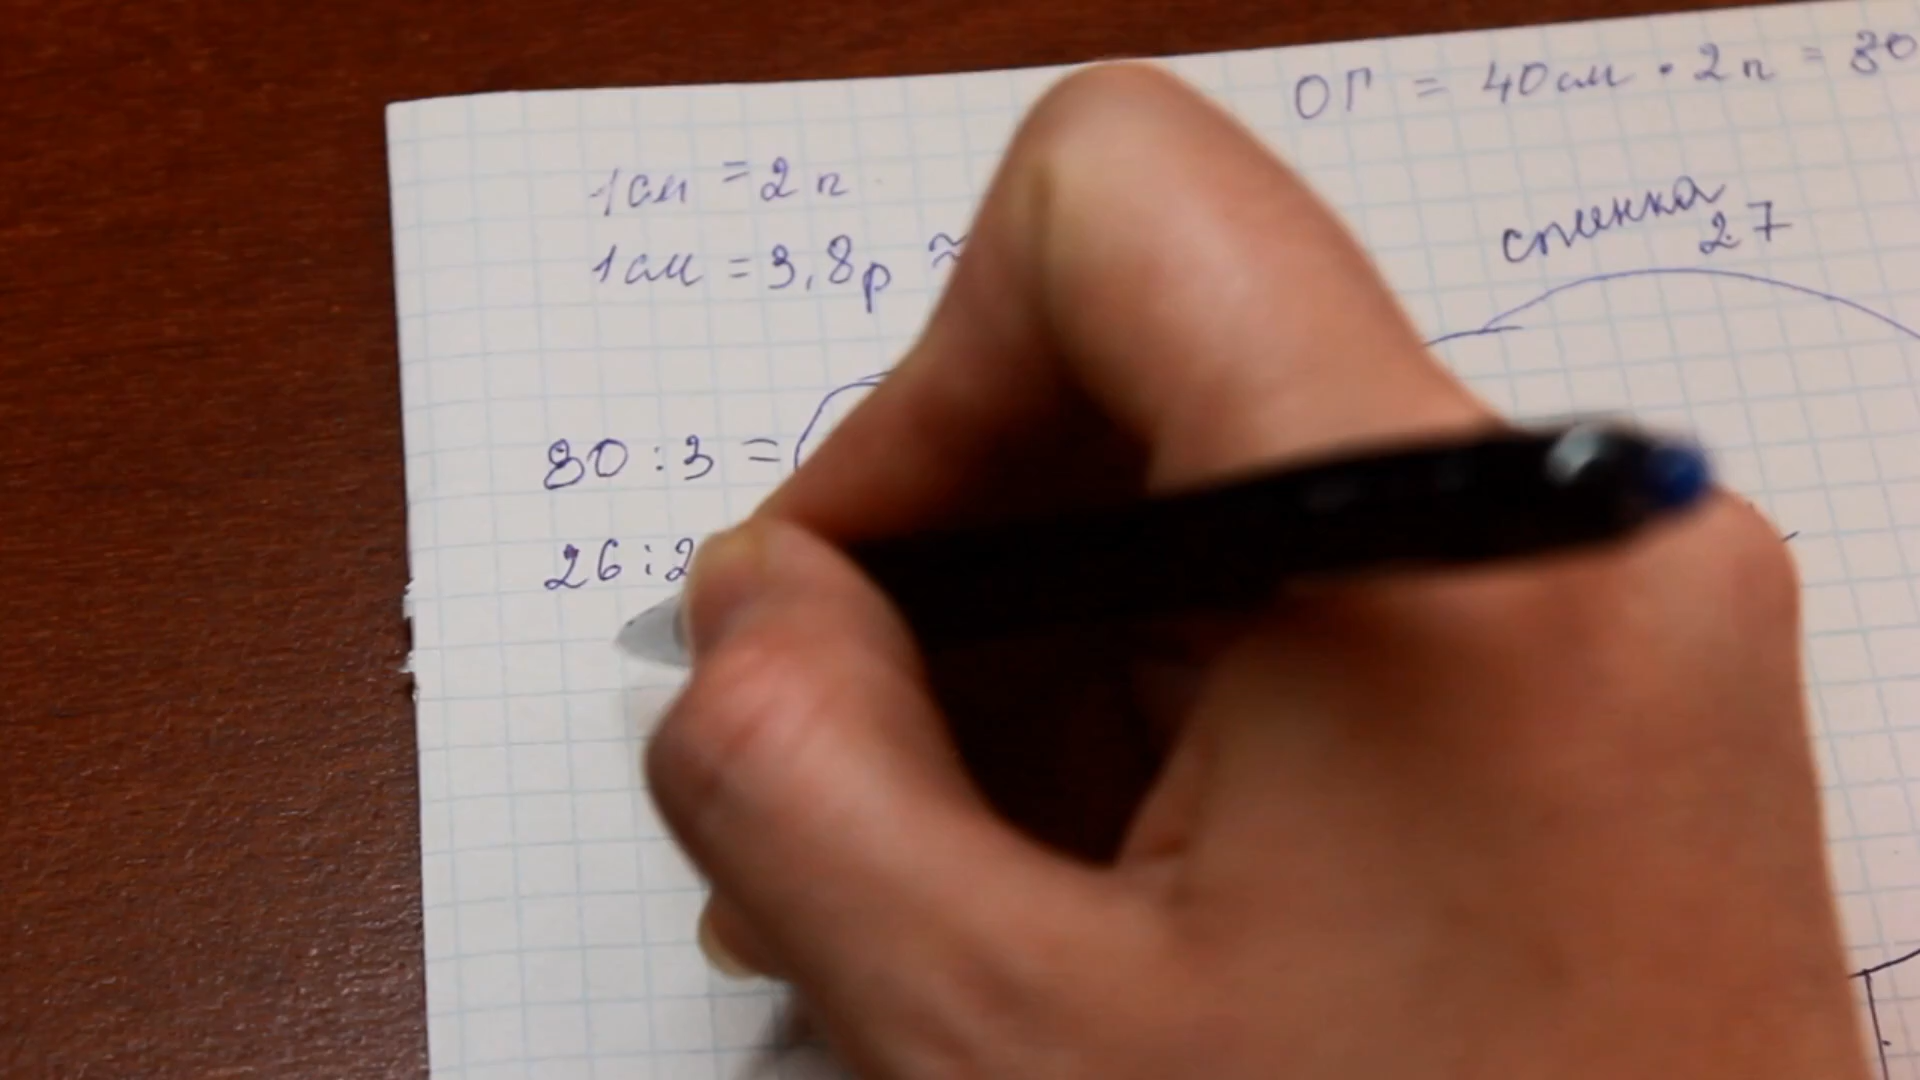 ОГ = 40см · 2п = 80
1см = 2п
1см = 3,8р ≈
спинка
27
80 : 3 =
26 : 2